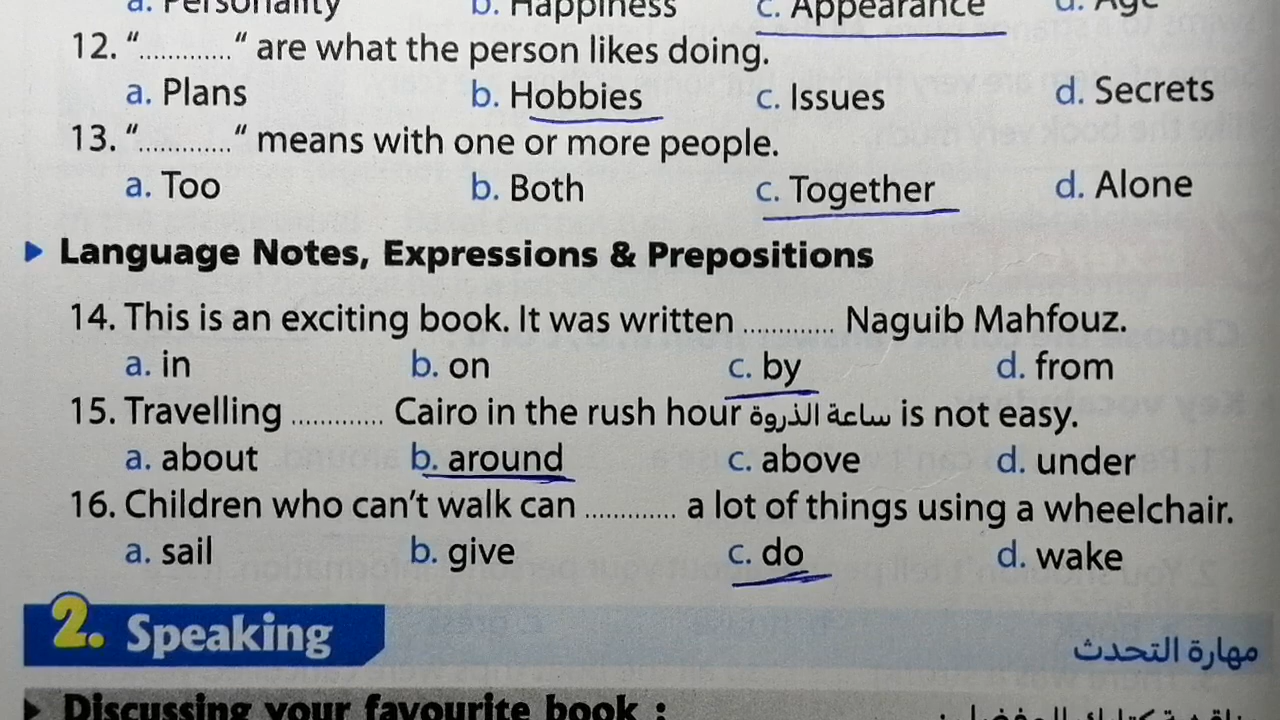 a. Personality b. Happiness c. Appearance d. Age
12. “.............“ are what the person likes doing.
a. Plans b. Hobbies c. Issues d. Secrets
13. “.............“ means with one or more people.
a. Too b. Both c. Together d. Alone
Language Notes, Expressions & Prepositions
14. This is an exciting book. It was written ............. Naguib Mahfouz.
a. in b. on c. by d. from
15. Travelling ............. Cairo in the rush hour ساعة الذروة is not easy.
a. about b. around c. above d. under
16. Children who can’t walk can ............. a lot of things using a wheelchair.
a. sail b. give c. do d. wake
2. Speaking مهارة التحدث
Discussing your favourite book :